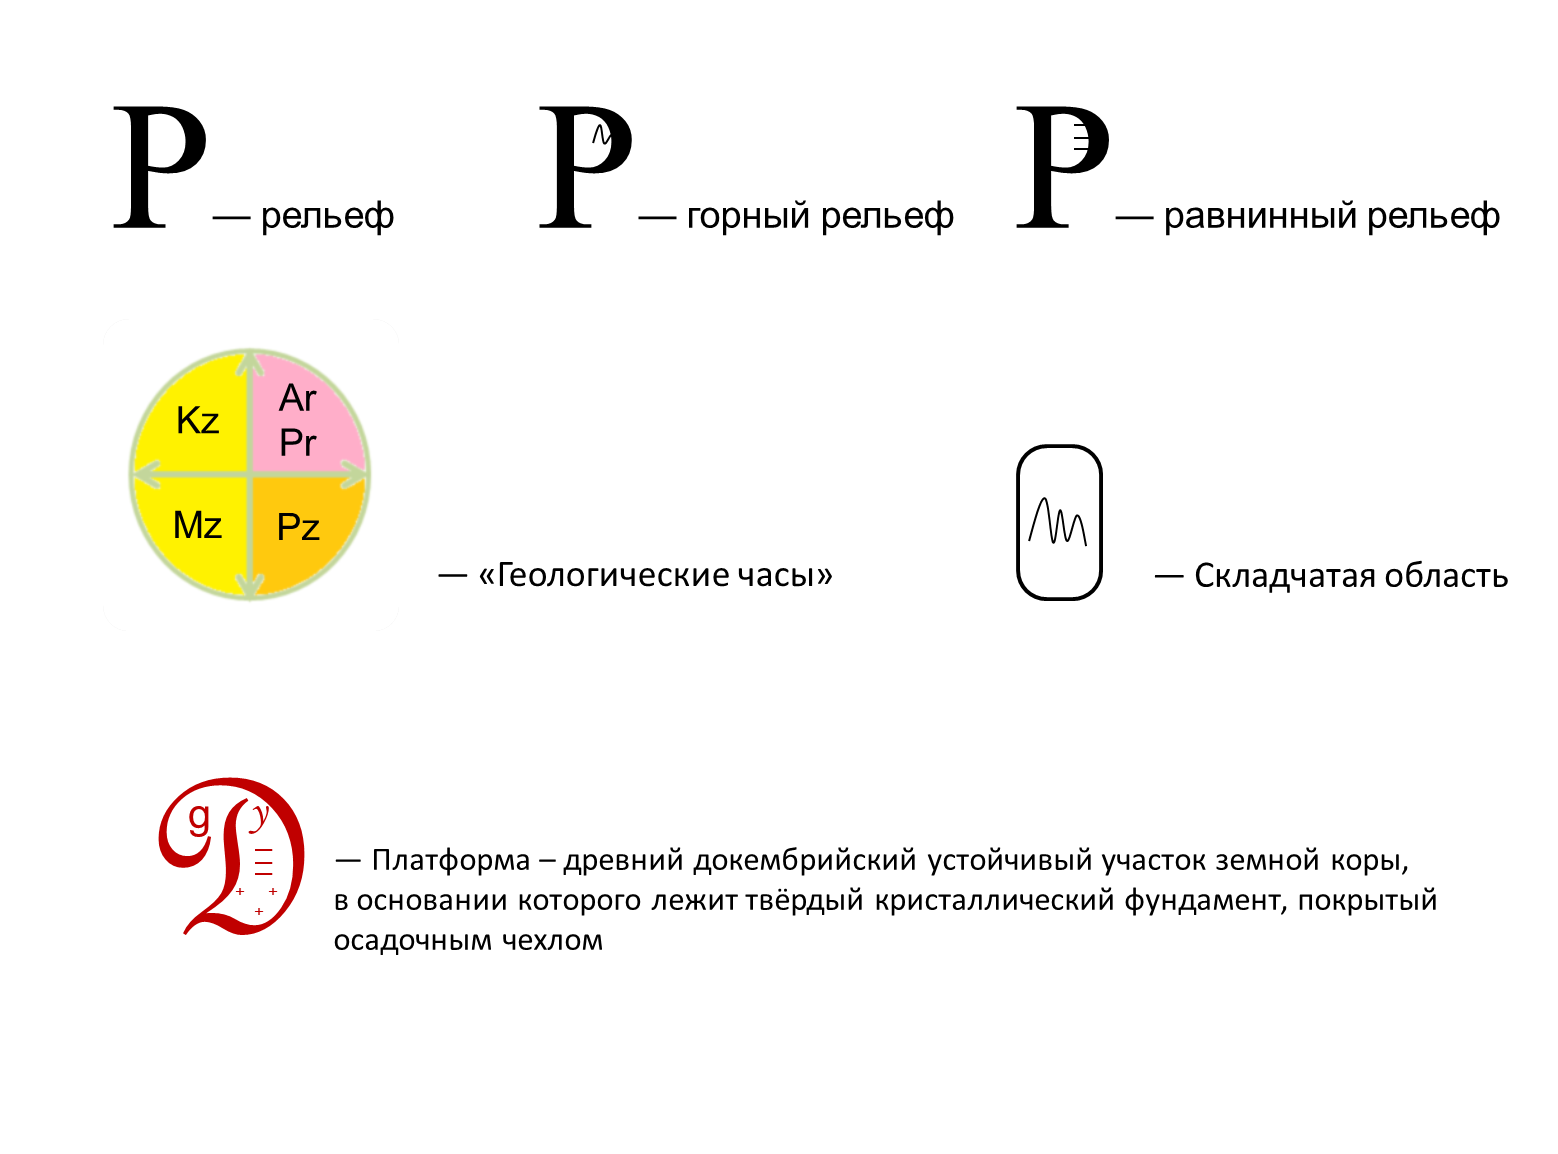 Р — рельеф
Р — горный рельеф
Р — равнинный рельеф
Kz
Ar
Pr
Mz
Pz
— «Геологические часы»
— Складчатая область
g у
— Платформа – древний докембрийский устойчивый участок земной коры,
в основании которого лежит твёрдый кристаллический фундамент, покрытый
осадочным чехлом